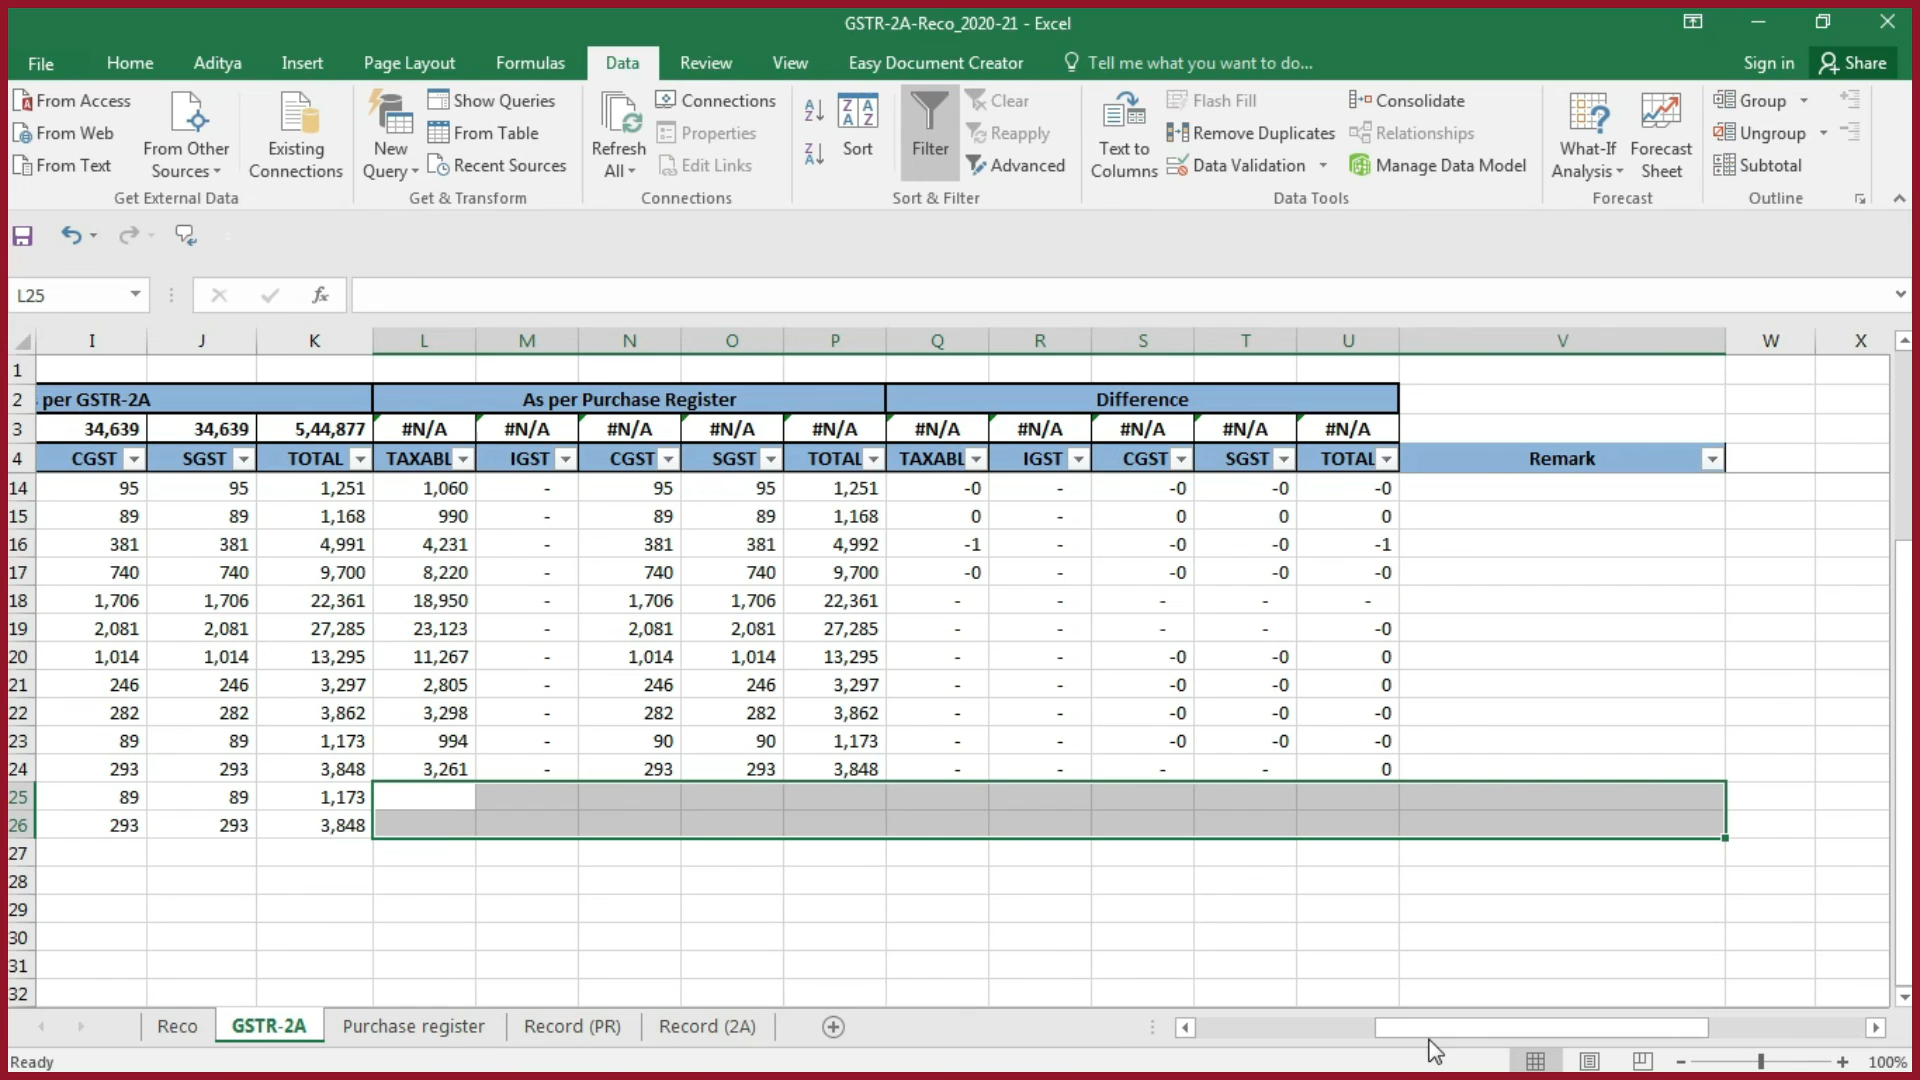 GSTR-2A-Reco_2020-21 - Excel
File Home Aditya Insert Page Layout Formulas Data Review View Easy Document Creator Tell me what you want to do... Sign in Share
From Access
From Web
From Text
From Other Sources
Existing Connections
Get External Data
New Query
Show Queries
From Table
Recent Sources
Get & Transform
Refresh All
Connections
Properties
Edit Links
Connections
Sort
Filter
Clear
Reapply
Advanced
Sort & Filter
Text to Columns
Flash Fill
Remove Duplicates
Data Validation
Consolidate
Relationships
Manage Data Model
Data Tools
What-If Analysis
Forecast Sheet
Forecast
Group
Ungroup
Subtotal
Outline
L25
fx
I J K L M N O P Q R S T U V W X
1
2 per GSTR-2A As per Purchase Register Difference
3 34,639 34,639 5,44,877 #N/A #N/A #N/A #N/A #N/A #N/A #N/A #N/A #N/A #N/A
4 CGST SGST TOTAL TAXABL IGST CGST SGST TOTAL TAXABL IGST CGST SGST TOTAL Remark
14 95 95 1,251 1,060 - 95 95 1,251 -0 - -0 -0 -0
15 89 89 1,168 990 - 89 89 1,168 0 - 0 0 0
16 381 381 4,991 4,231 - 381 381 4,992 -1 - -0 -0 -1
17 740 740 9,700 8,220 - 740 740 9,700 -0 - -0 -0 -0
18 1,706 1,706 22,361 18,950 - 1,706 1,706 22,361 - - - - -
19 2,081 2,081 27,285 23,123 - 2,081 2,081 27,285 - - - - -0
20 1,014 1,014 13,295 11,267 - 1,014 1,014 13,295 - - -0 -0 0
21 246 246 3,297 2,805 - 246 246 3,297 - - -0 -0 0
22 282 282 3,862 3,298 - 282 282 3,862 - - -0 -0 -0
23 89 89 1,173 994 - 90 90 1,173 - - -0 -0 -0
24 293 293 3,848 3,261 - 293 293 3,848 - - - - 0
25 89 89 1,173
26 293 293 3,848
27
28
29
30
31
32
Reco GSTR-2A Purchase register Record (PR) Record (2A)
Ready 100%